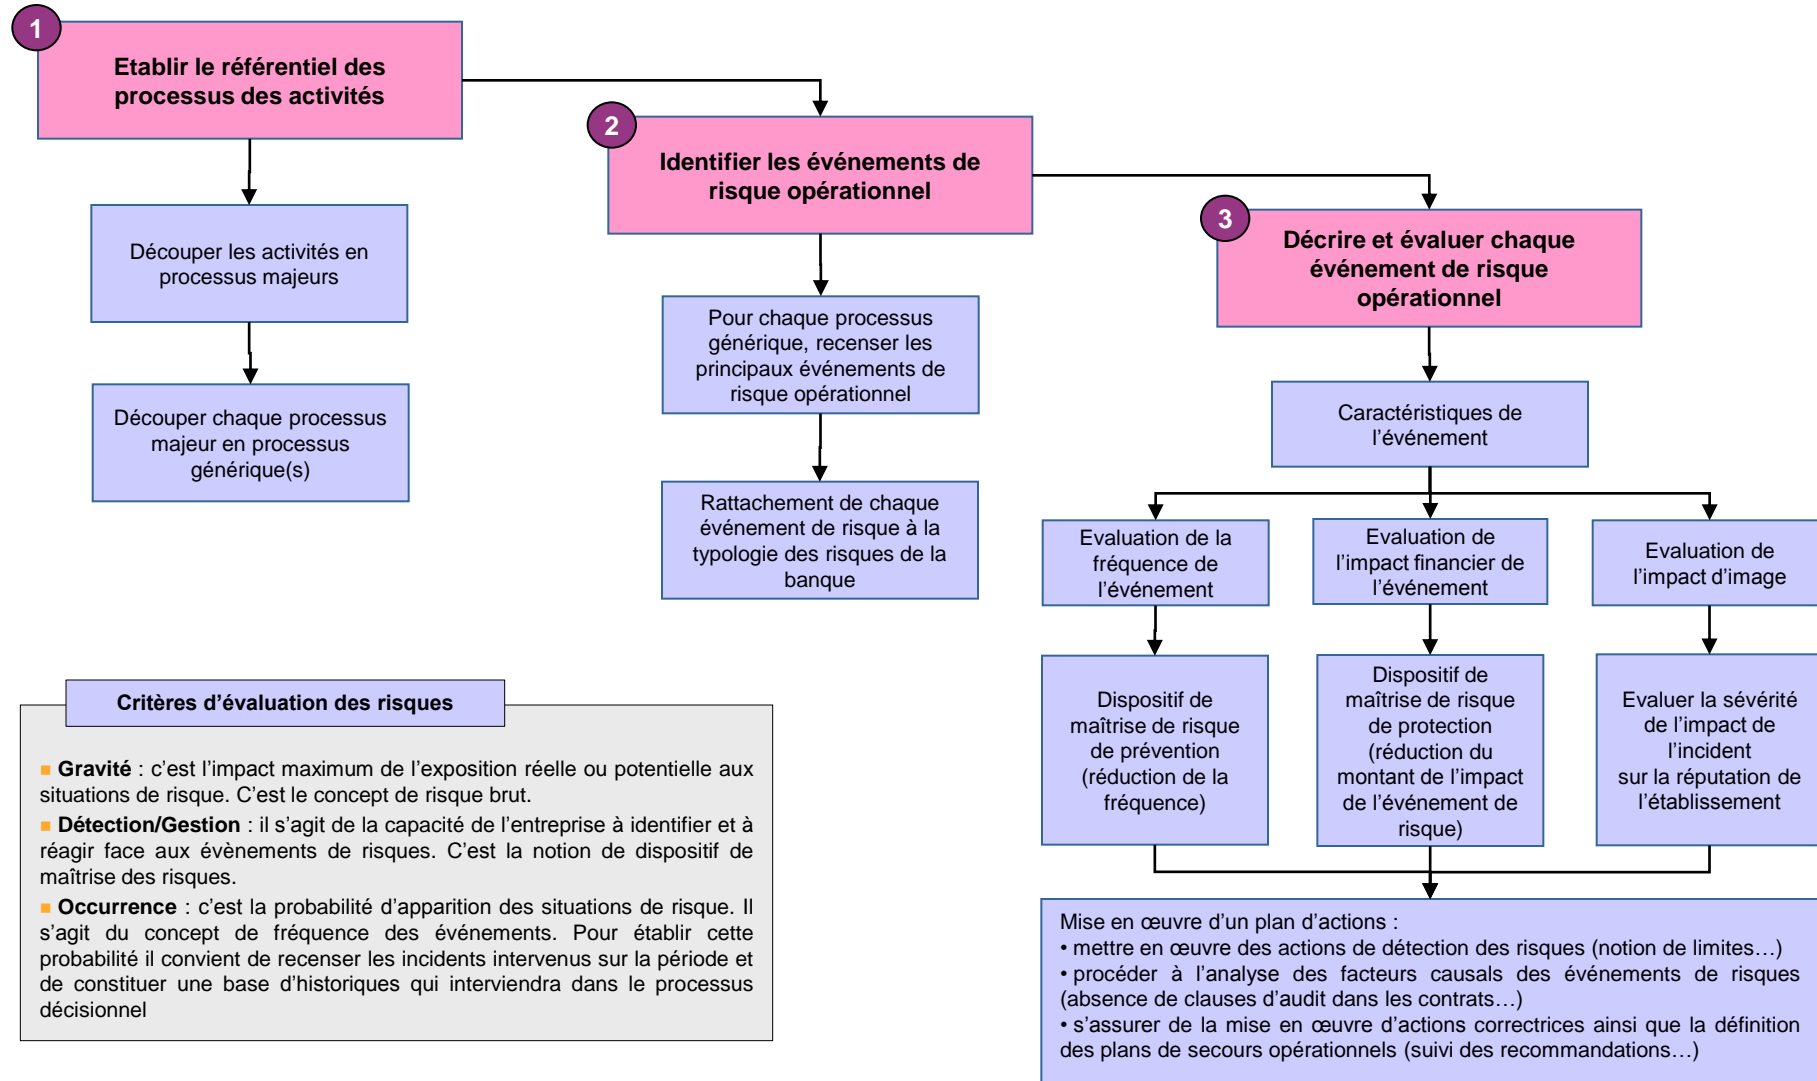 1
Etablir le référentiel des
processus des activités
Découper les activités en
processus majeurs
Découper chaque processus
majeur en processus
générique(s)
2
Identifier les événements de
risque opérationnel
Pour chaque processus
générique, recenser les
principaux événements de
risque opérationnel
Rattachement de chaque
événement de risque à la
typologie des risques de la
banque
3
Décrire et évaluer chaque
événement de risque
opérationnel
Caractéristiques de
l’événement
Evaluation de la
fréquence de
l’événement
Evaluation de
l’impact financier de
l’événement
Evaluation de
l’impact d’image
Dispositif de
maîtrise de risque
de prévention
(réduction de la
fréquence)
Dispositif de
maîtrise de risque
de protection
(réduction du
montant de l’impact
de l’événement de
risque)
Evaluer la sévérité
de l’impact de
l’incident
sur la réputation de
l’établissement
Mise en œuvre d’un plan d’actions :
• mettre en œuvre des actions de détection des risques (notion de limites…)
• procéder à l’analyse des facteurs causals des événements de risques
(absence de clauses d’audit dans les contrats…)
• s’assurer de la mise en œuvre d’actions correctrices ainsi que la définition
des plans de secours opérationnels (suivi des recommandations…)
Critères d’évaluation des risques
■ Gravité : c’est l’impact maximum de l’exposition réelle ou potentielle aux
situations de risque. C’est le concept de risque brut.
■ Détection/Gestion : il s’agit de la capacité de l’entreprise à identifier et à
réagir face aux évènements de risques. C’est la notion de dispositif de
maîtrise des risques.
■ Occurrence : c’est la probabilité d’apparition des situations de risque. Il
s’agit du concept de fréquence des événements. Pour établir cette
probabilité il convient de recenser les incidents intervenus sur la période et
de constituer une base d’historiques qui interviendra dans le processus
décisionnel